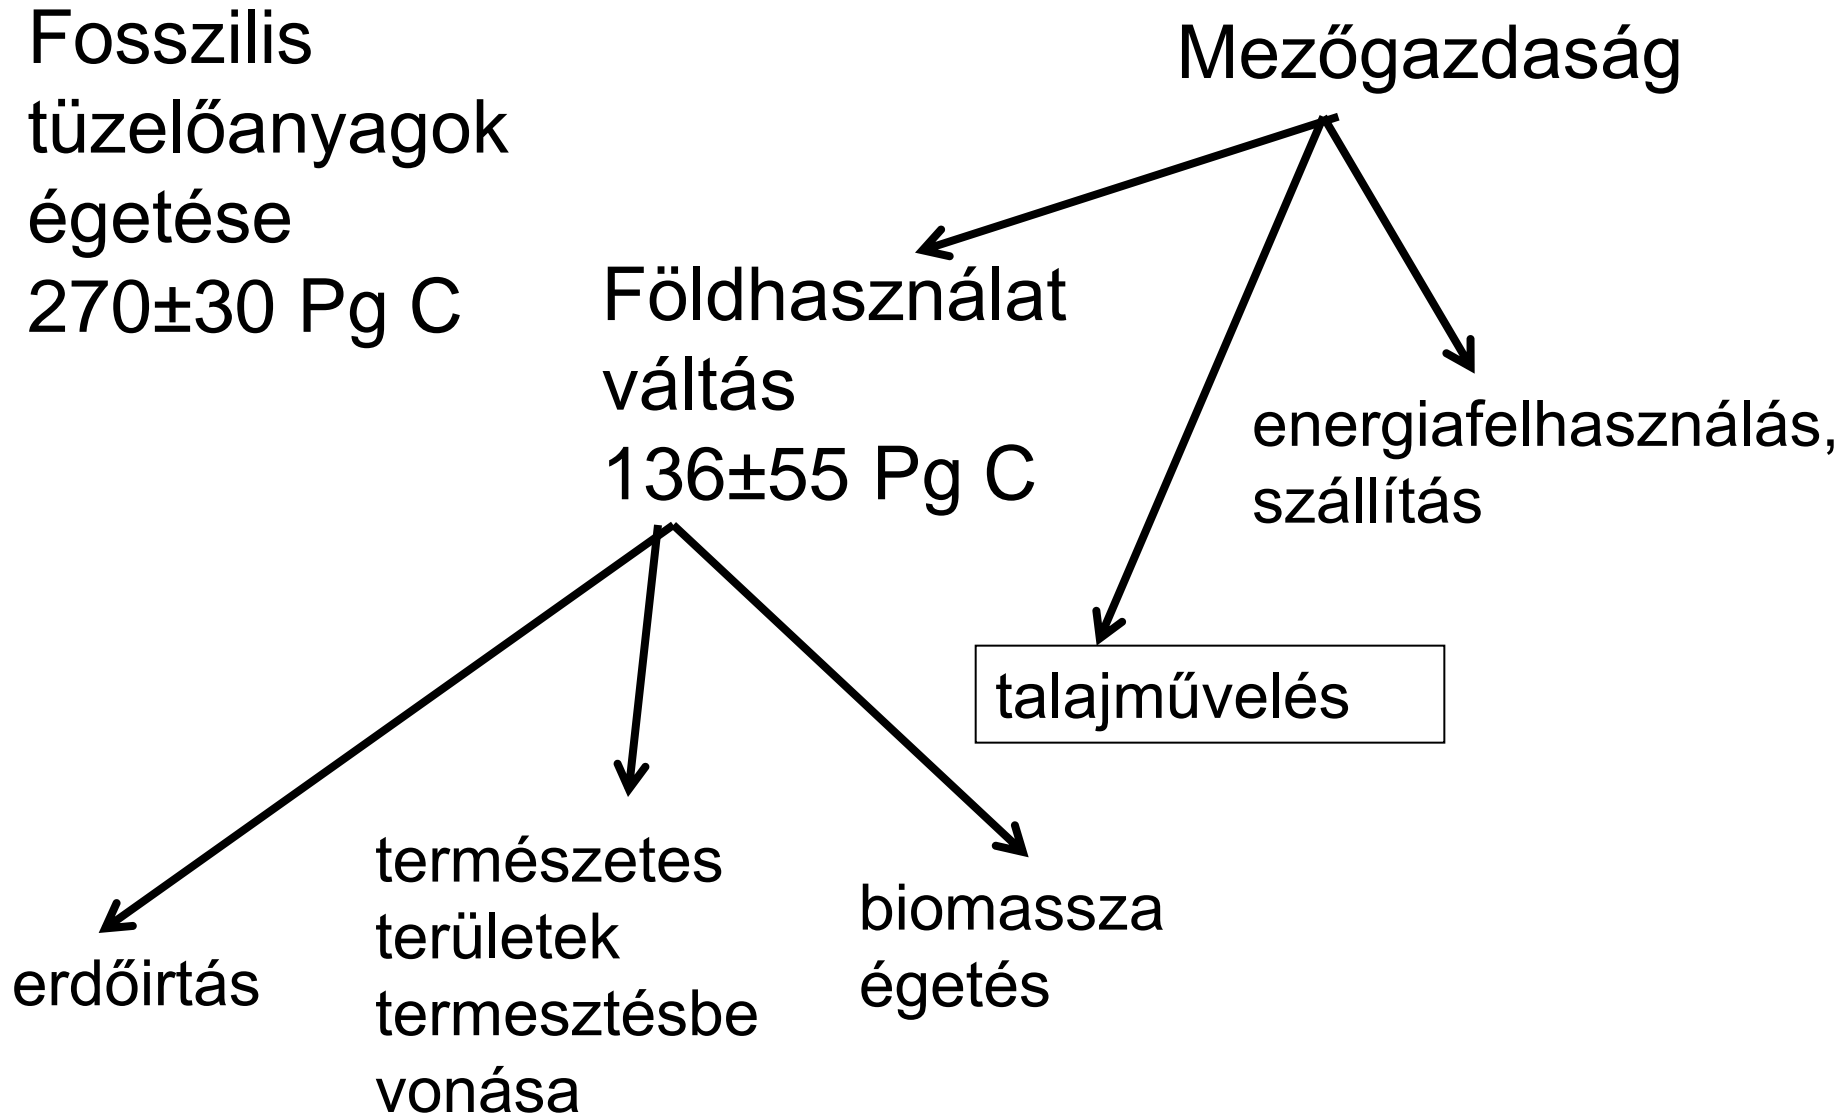 Fosszilis
tüzelőanyagok
égetése
270±30 Pg C
Mezőgazdaság
Földhasználat
váltás
136±55 Pg C
energiafelhasználás,
szállítás
talajművelés
erdőirtás
természetes
területek
termesztésbe
vonása
biomassza
égetés